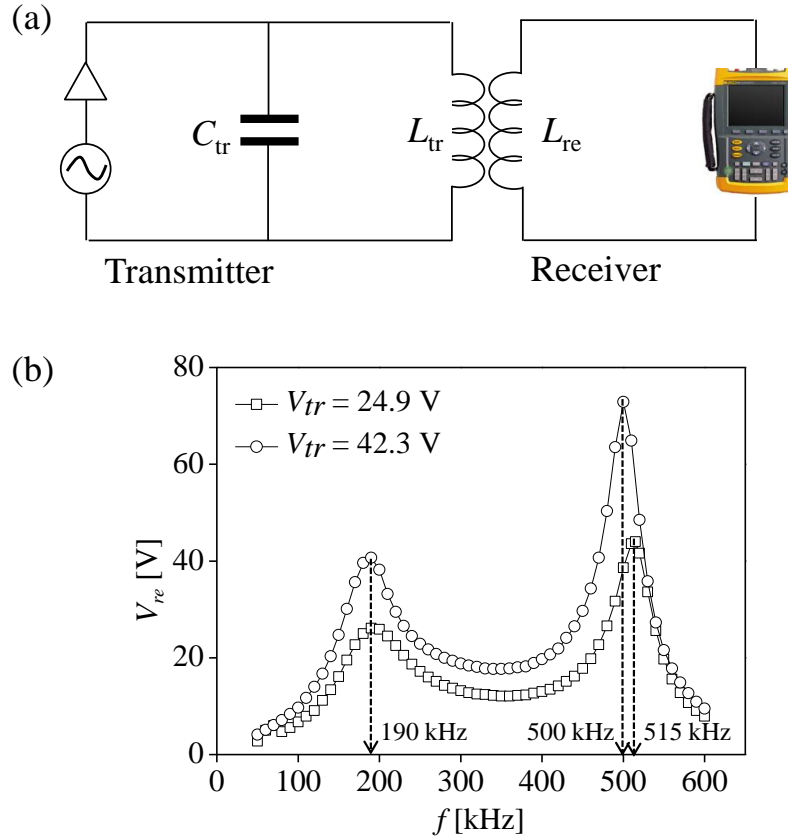 (a)
C_tr
L_tr
L_re
Transmitter
Receiver
(b)
80
60
40
20
0
V_re [V]
V_tr = 24.9 V
V_tr = 42.3 V
190 kHz
500 kHz
515 kHz
0 100 200 300 400 500 600
f [kHz]